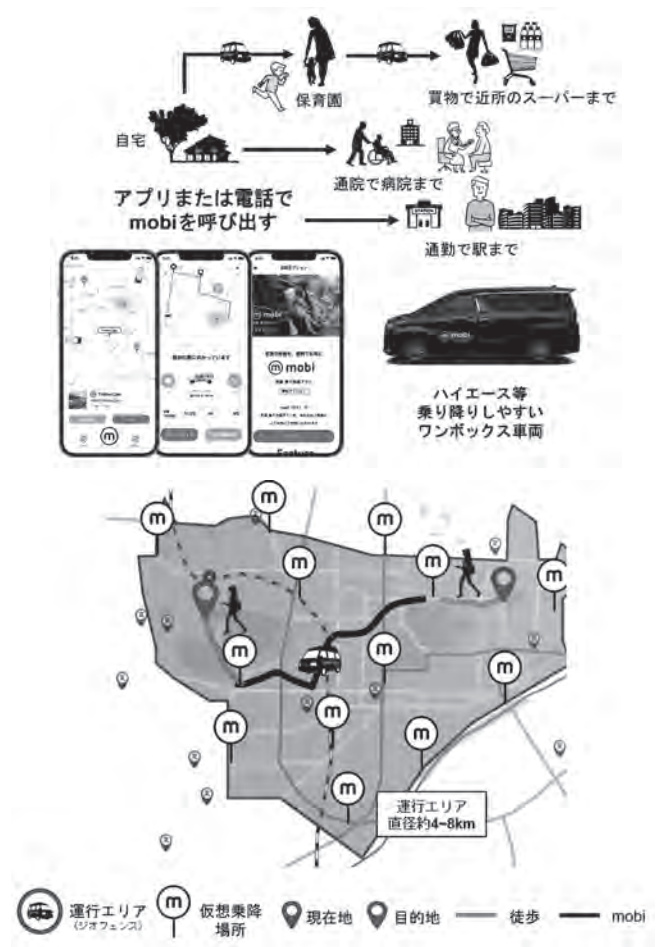 保育園
買物で近所のスーパーまで
自宅
通院で病院まで
アプリまたは電話で
mobiを呼び出す
通勤で駅まで
mobi
mobi
ハイエース等
乗り降りしやすい
ワンボックス車両
m
m
m
m
m
m
m
m
m
m
m
m
m
運行エリア
直径約4~8km
運行エリア
(ジオフェンス)
m
仮想乗降
場所
現在地
目的地
徒歩
mobi